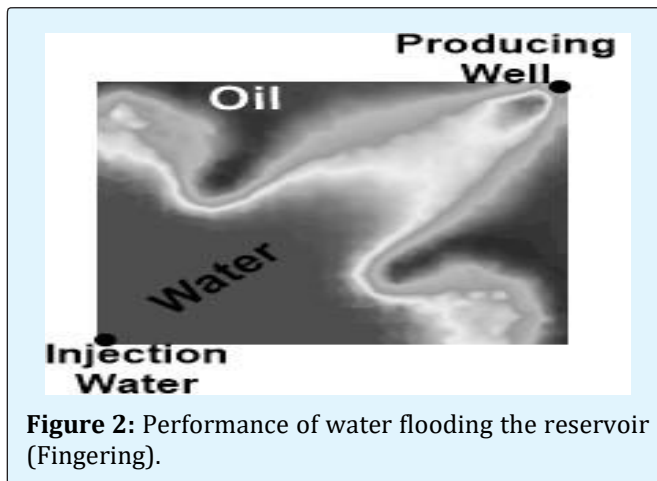 Producing
Well
Oil
Water
Injection
Water
Figure 2: Performance of water flooding the reservoir
(Fingering).